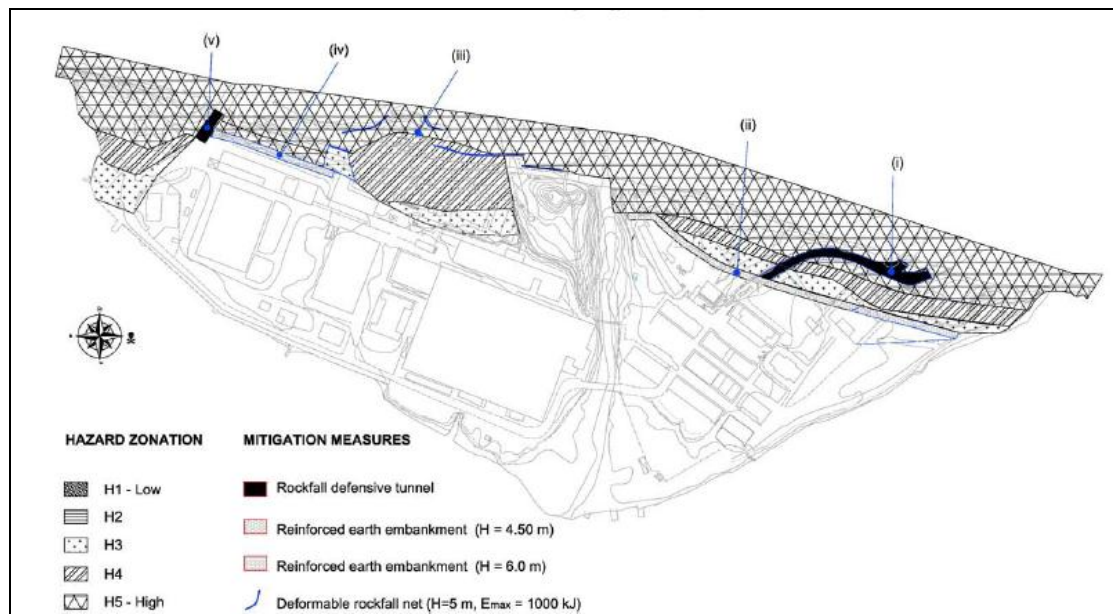 (v)
(iv)
(iii)
(ii)
(i)
HAZARD ZONATION
H1 - Low
H2
H3
H4
H5 - High
MITIGATION MEASURES
Rockfall defensive tunnel
Reinforced earth embankment (H = 4.50 m)
Reinforced earth embankment (H = 6.0 m)
Deformable rockfall net (H=5 m, Emax = 1000 kJ)